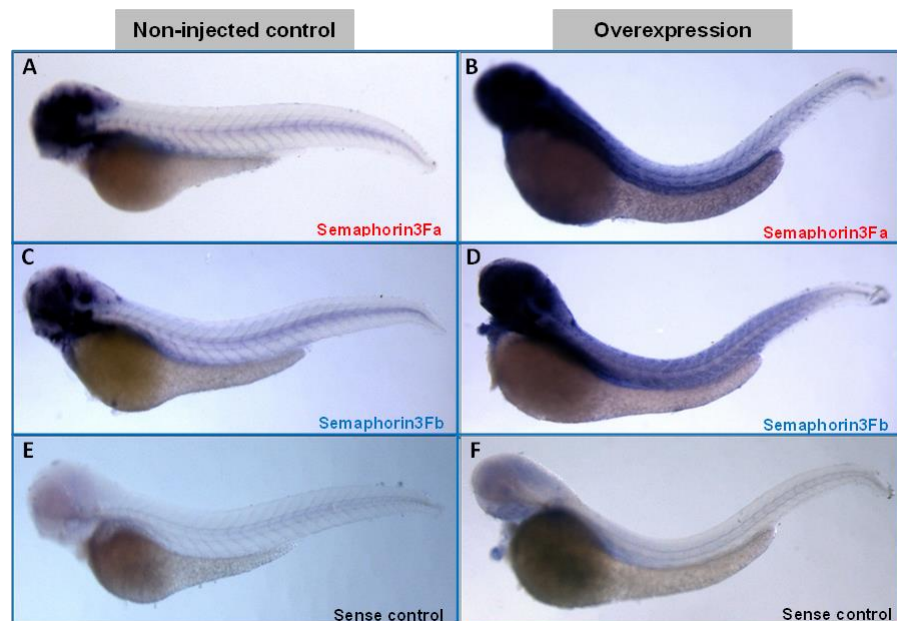 Non-injected control
Overexpression
A
Semaphorin3Fa
B
Semaphorin3Fa
C
Semaphorin3Fb
D
Semaphorin3Fb
E
Sense control
F
Sense control